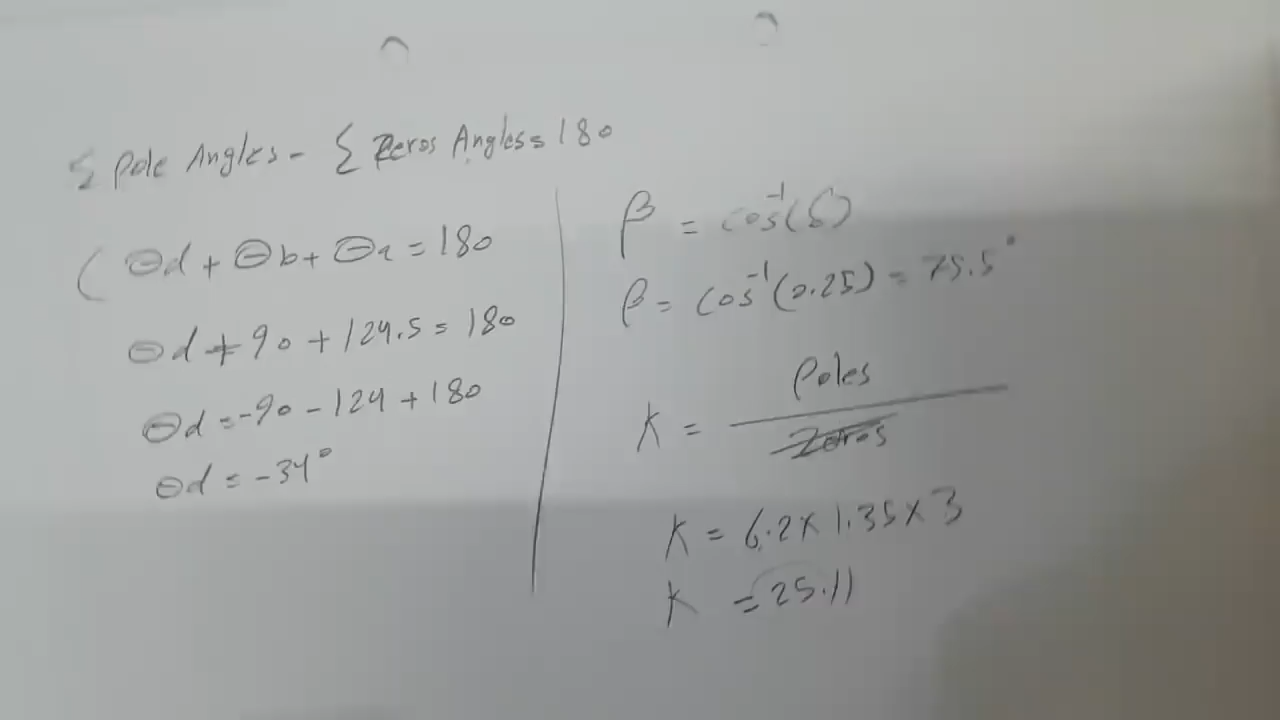 Σ Pole Angles - Σ Zeros Angles = 180
( θd + θb + θa = 180
θd + 90 + 124.5 = 180
θd = -90 - 124 + 180
θd = -34°
β = cos⁻¹(δ)
β = cos⁻¹(0.25) = 75.5°
K = Poles / Zeros
K = 6.2 x 1.35 x 3
K = 25.11